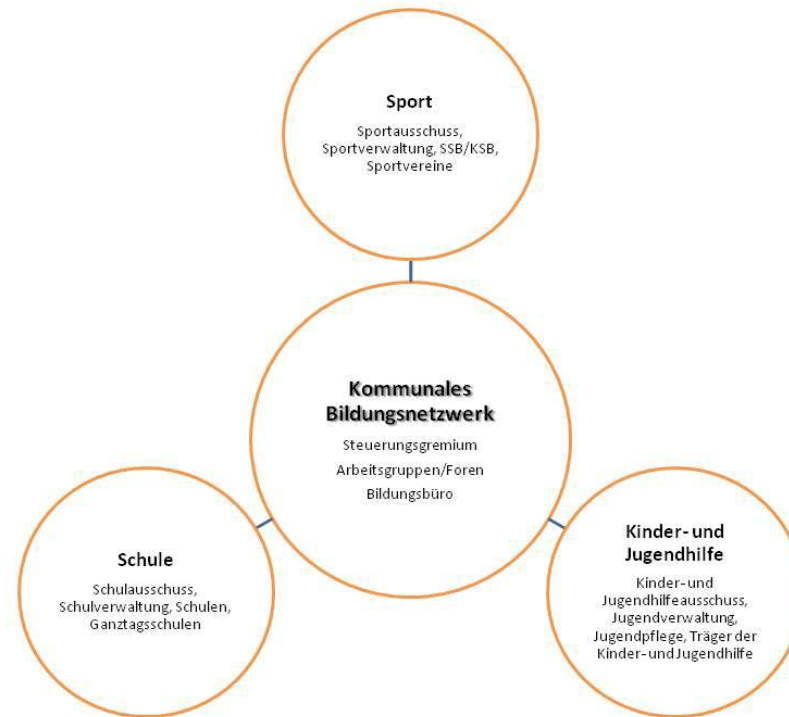 Sport
Sportausschuss,
Sportverwaltung, SSB/KSB,
Sportvereine
Kommunales
Bildungsnetzwerk
Steuerungsgremium
Arbeitsgruppen/Foren
Bildungsbüro
Schule
Schulausschuss,
Schulverwaltung, Schulen,
Ganztagsschulen
Kinder- und
Jugendhilfe
Kinder- und
Jugendhilfeausschuss,
Jugendverwaltung,
Jugendpflege, Träger der
Kinder- und Jugendhilfe